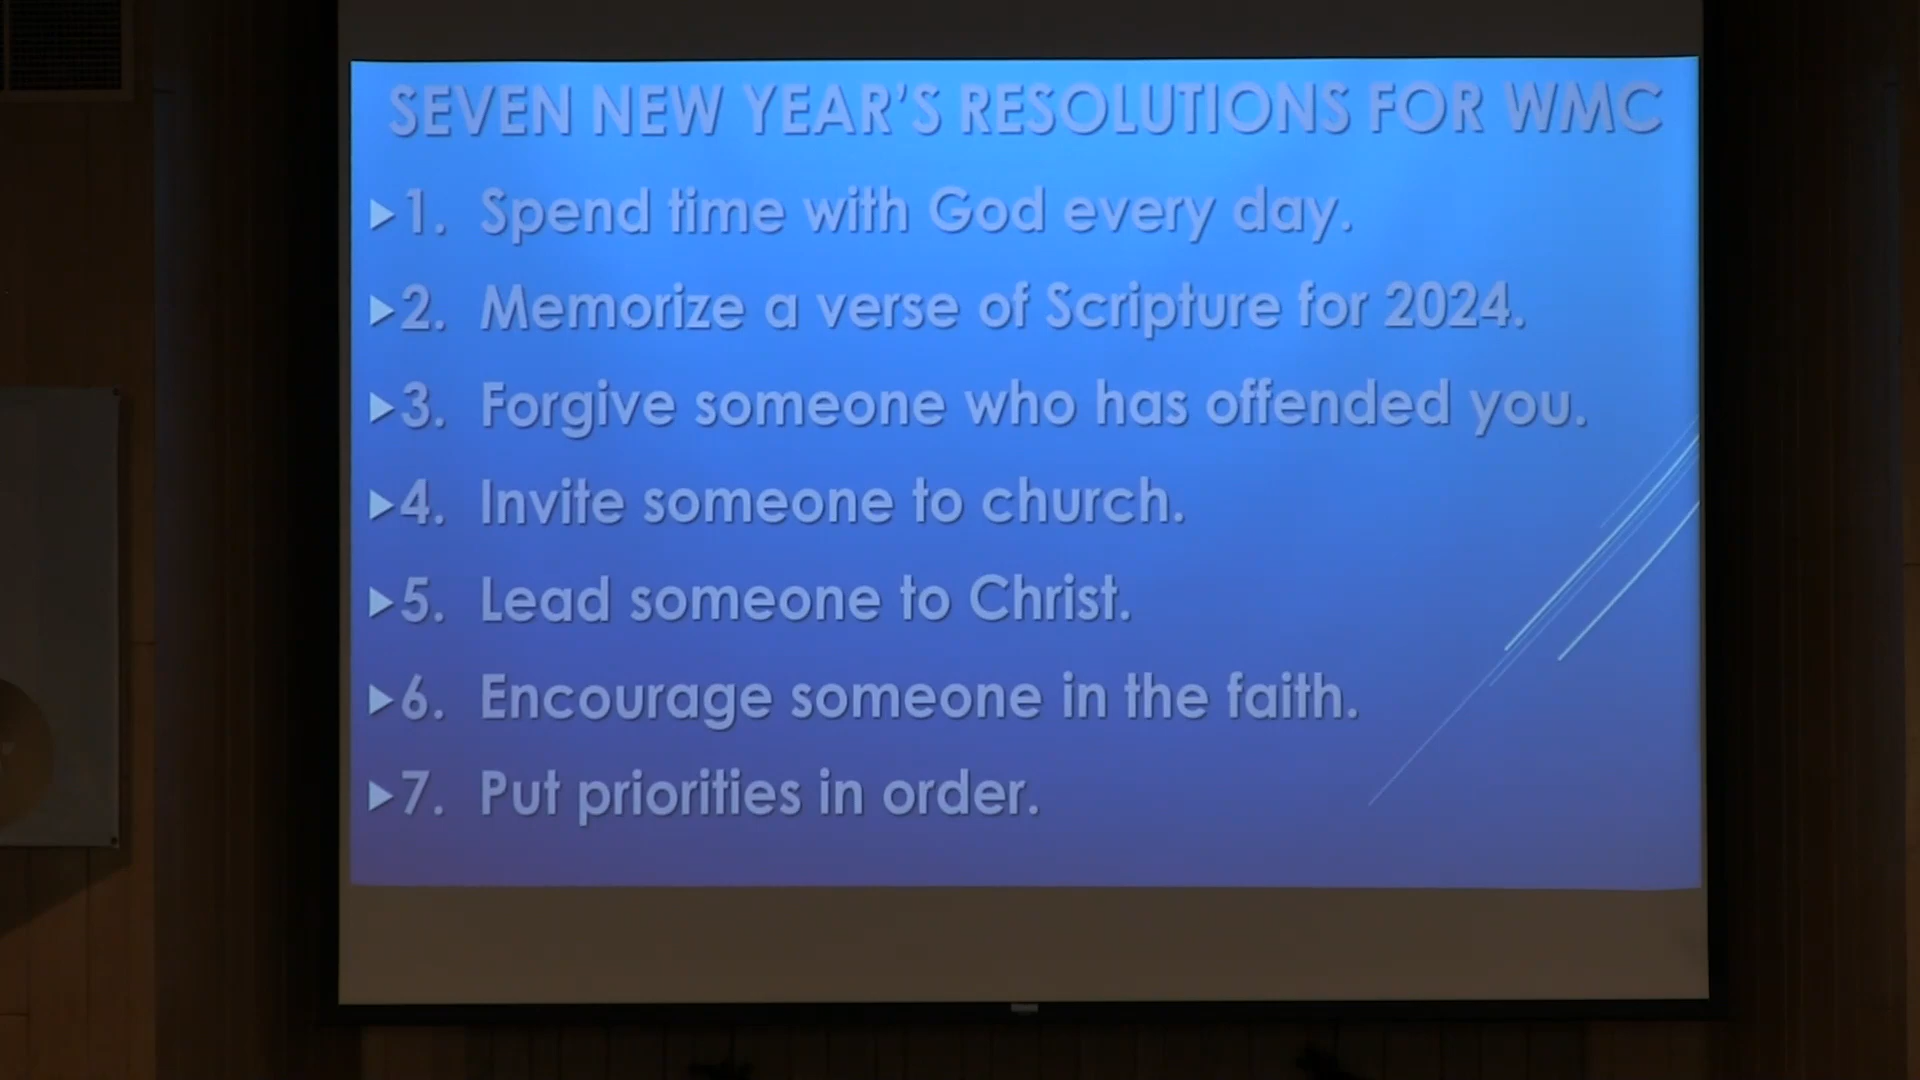 SEVEN NEW YEAR'S RESOLUTIONS FOR WMC
1. Spend time with God every day.
2. Memorize a verse of Scripture for 2024.
3. Forgive someone who has offended you.
4. Invite someone to church.
5. Lead someone to Christ.
6. Encourage someone in the faith.
7. Put priorities in order.